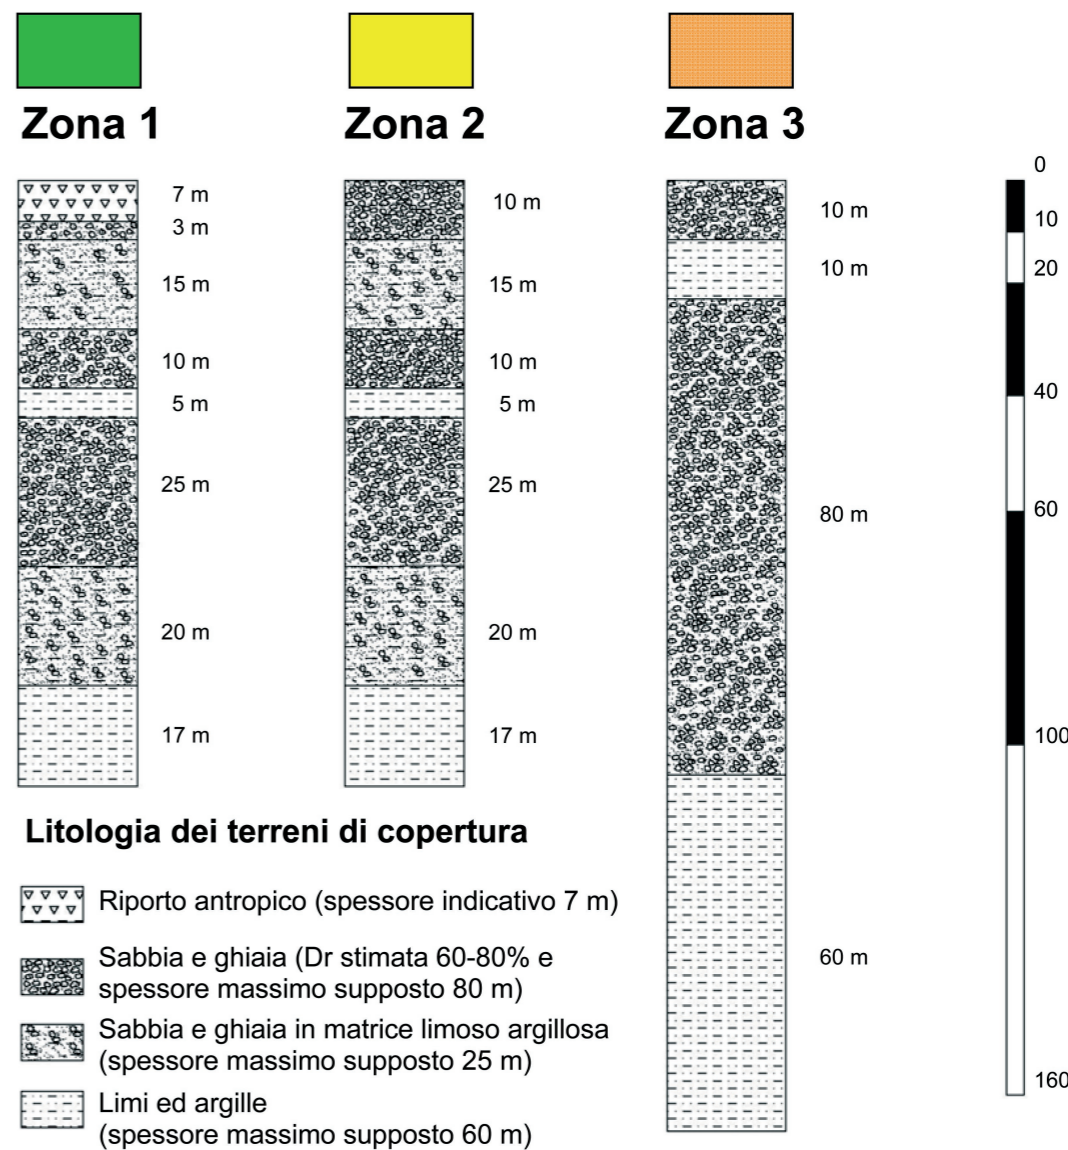 Zona 1
Zona 2
Zona 3
7 m
3 m
15 m
10 m
5 m
25 m
20 m
17 m
10 m
15 m
10 m
5 m
25 m
20 m
17 m
10 m
10 m
80 m
60 m
0
10
20
40
60
100
160
Litologia dei terreni di copertura
Riporto antropico (spessore indicativo 7 m)
Sabbia e ghiaia (Dr stimata 60-80% e
spessore massimo supposto 80 m)
Sabbia e ghiaia in matrice limoso argillosa
(spessore massimo supposto 25 m)
Limi ed argille
(spessore massimo supposto 60 m)